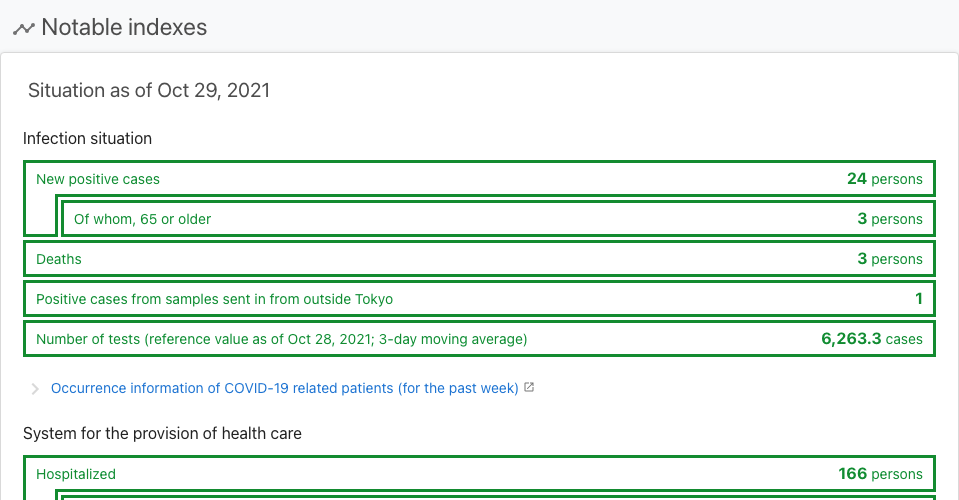 Notable indexes
Situation as of Oct 29, 2021
Infection situation
New positive cases 24 persons
Of whom, 65 or older 3 persons
Deaths 3 persons
Positive cases from samples sent in from outside Tokyo 1
Number of tests (reference value as of Oct 28, 2021; 3-day moving average) 6,263.3 cases
Occurrence information of COVID-19 related patients (for the past week)
System for the provision of health care
Hospitalized 166 persons